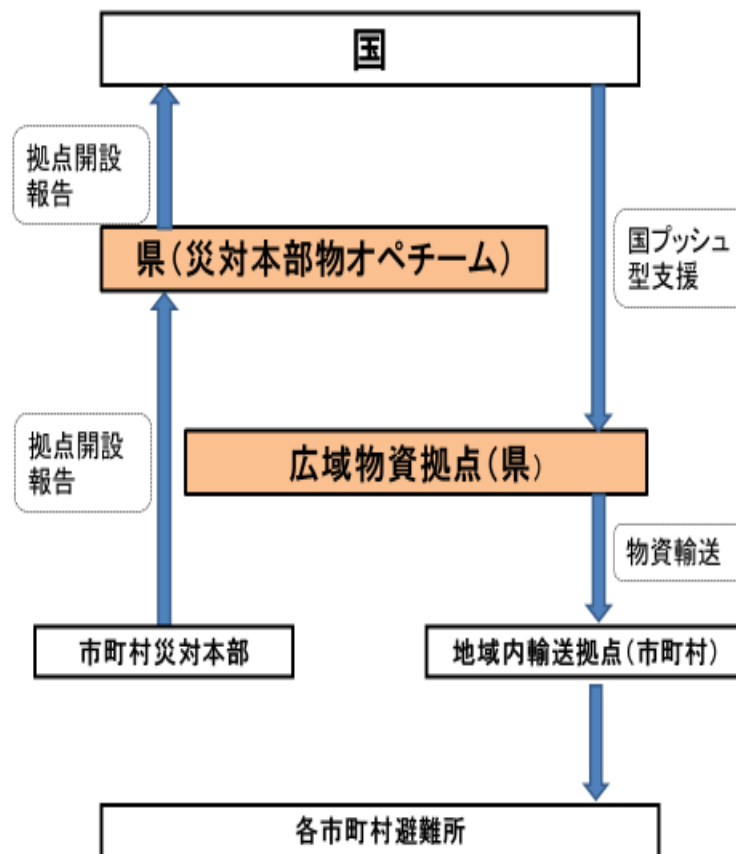 国
拠点開設
報告
県(災対本部物オペチーム)
国プッシュ
型支援
拠点開設
報告
広域物資拠点(県)
物資輸送
市町村災対本部
地域内輸送拠点(市町村)
各市町村避難所